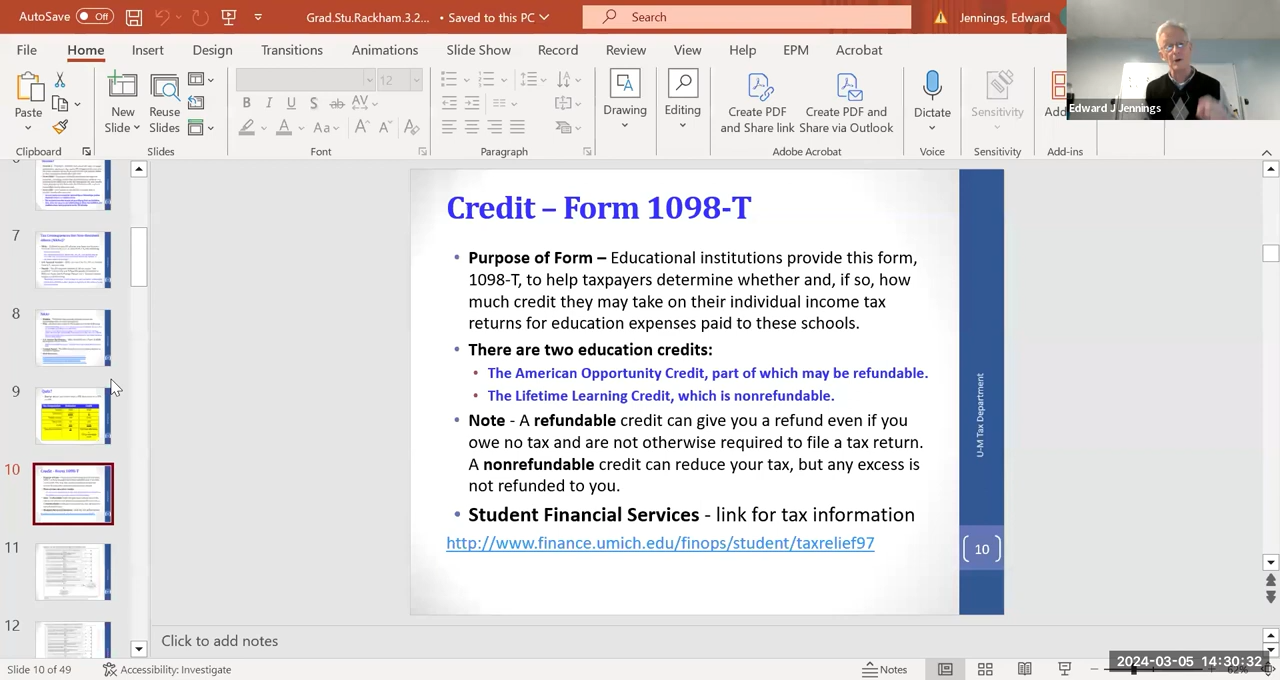 AutoSave Off Grad.Stu.Rackham.3.2... • Saved to this PC Search Jennings, Edward
File Home Insert Design Transitions Animations Slide Show Record Review View Help EPM Acrobat
Paste New Slide Reuse Slides 12 Drawing Editing Create PDF and Share link Create PDF and Share via Outlook Dictate Sensitivity
Clipboard Slides Font Paragraph Adobe Acrobat Voice Sensitivity Add-ins
Edward J Jennings
7
8
9
10
11
12
Credit – Form 1098-T
• Purpose of Form – Educational institutions provide this form,
1098-T, to help taxpayers determine whether and, if so, how
much credit they may take on their individual income tax
returns for education expenses paid to these schools.
• There are two education credits:
• The American Opportunity Credit, part of which may be refundable.
• The Lifetime Learning Credit, which is nonrefundable.
• Note - A refundable credit can give you a refund even if you
owe no tax and are not otherwise required to file a tax return.
A nonrefundable credit can reduce your tax, but any excess is
not refunded to you.
• Student Financial Services - link for tax information
http://www.finance.umich.edu/finops/student/taxrelief97
U-M Tax Department
10
Click to add notes
Slide 10 of 49 Accessibility: Investigate Notes
2024-03-05 14:30:32